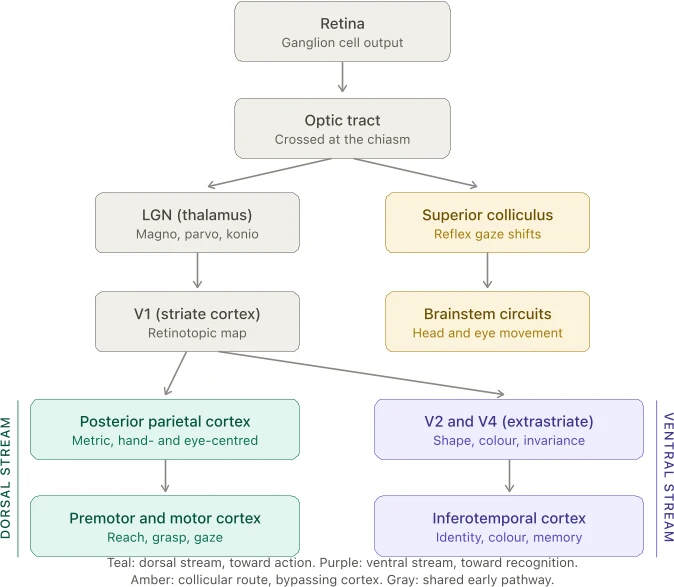 Retina
Ganglion cell output
Optic tract
Crossed at the chiasm
LGN (thalamus)
Magno, parvo, konio
Superior colliculus
Reflex gaze shifts
V1 (striate cortex)
Retinotopic map
Brainstem circuits
Head and eye movement
DORSAL STREAM
Posterior parietal cortex
Metric, hand- and eye-centred
V2 and V4 (extrastriate)
Shape, colour, invariance
VENTRAL STREAM
Premotor and motor cortex
Reach, grasp, gaze
Inferotemporal cortex
Identity, colour, memory
Teal: dorsal stream, toward action. Purple: ventral stream, toward recognition.
Amber: collicular route, bypassing cortex. Gray: shared early pathway.